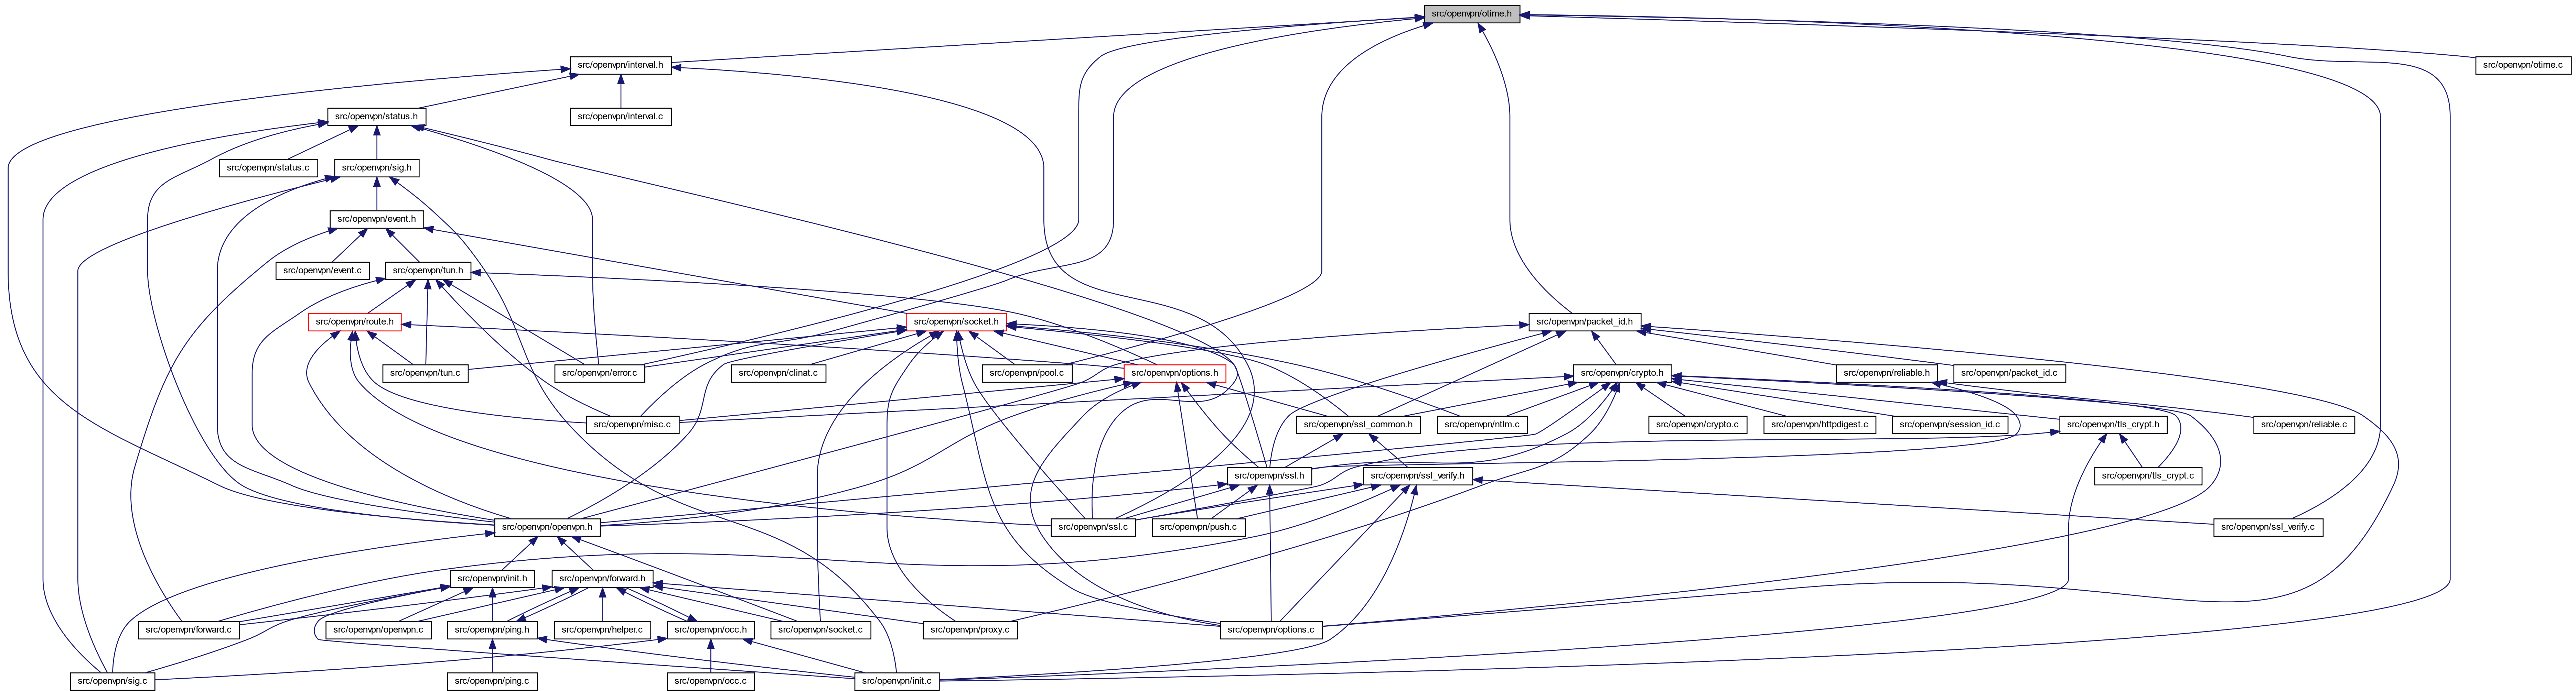 src/openvpn/otime.h
src/openvpn/interval.h
src/openvpn/otime.c
src/openvpn/status.h
src/openvpn/interval.c
src/openvpn/status.c
src/openvpn/sig.h
src/openvpn/event.h
src/openvpn/event.c
src/openvpn/tun.h
src/openvpn/route.h
src/openvpn/socket.h
src/openvpn/packet_id.h
src/openvpn/tun.c
src/openvpn/error.c
src/openvpn/clinat.c
src/openvpn/pool.c
src/openvpn/options.h
src/openvpn/crypto.h
src/openvpn/reliable.h
src/openvpn/packet_id.c
src/openvpn/misc.c
src/openvpn/ssl_common.h
src/openvpn/ntlm.c
src/openvpn/crypto.c
src/openvpn/httpdigest.c
src/openvpn/session_id.c
src/openvpn/tls_crypt.h
src/openvpn/reliable.c
src/openvpn/ssl.h
src/openvpn/ssl_verify.h
src/openvpn/tls_crypt.c
src/openvpn/openvpn.h
src/openvpn/ssl.c
src/openvpn/push.c
src/openvpn/ssl_verify.c
src/openvpn/init.h
src/openvpn/forward.h
src/openvpn/forward.c
src/openvpn/openvpn.c
src/openvpn/ping.h
src/openvpn/helper.c
src/openvpn/occ.h
src/openvpn/socket.c
src/openvpn/proxy.c
src/openvpn/options.c
src/openvpn/sig.c
src/openvpn/ping.c
src/openvpn/occ.c
src/openvpn/init.c